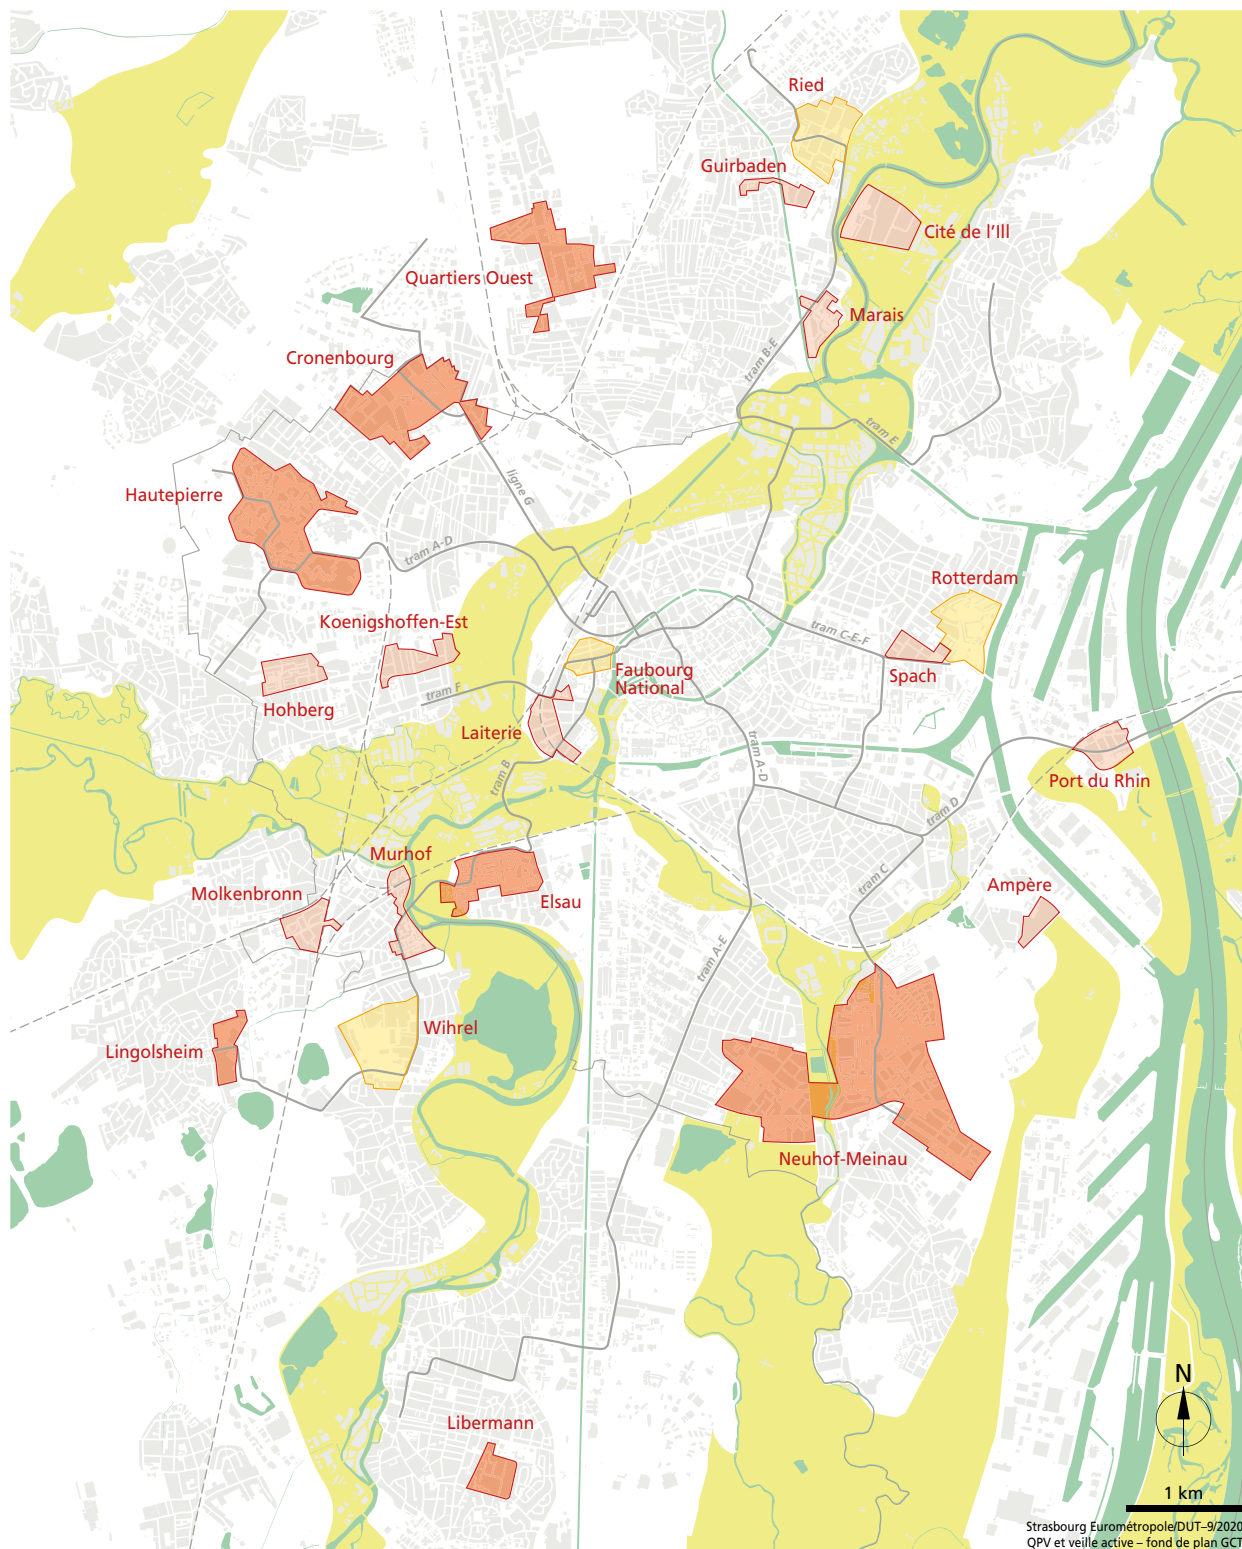 Ried
Guirbaden
Cité de l'Ill
Quartiers Ouest
Marais
Cronenbourg
tram B-E
tram E
ligne G
Hautepierre
tram A-D
Rotterdam
Koenigshoffen-Est
tram C-E-F
Faubourg
National
Spach
tram F
Hohberg
Laiterie
tram A-D
tram B
Port du Rhin
tram D
Murhof
tram C
Ampère
Molkenbronn
Elsau
tram A-E
Wihrel
Lingolsheim
Neuhof-Meinau
N
Libermann
1 km
Strasbourg Eurométropole/DUT–9/2020
QPV et veille active – fond de plan GCT